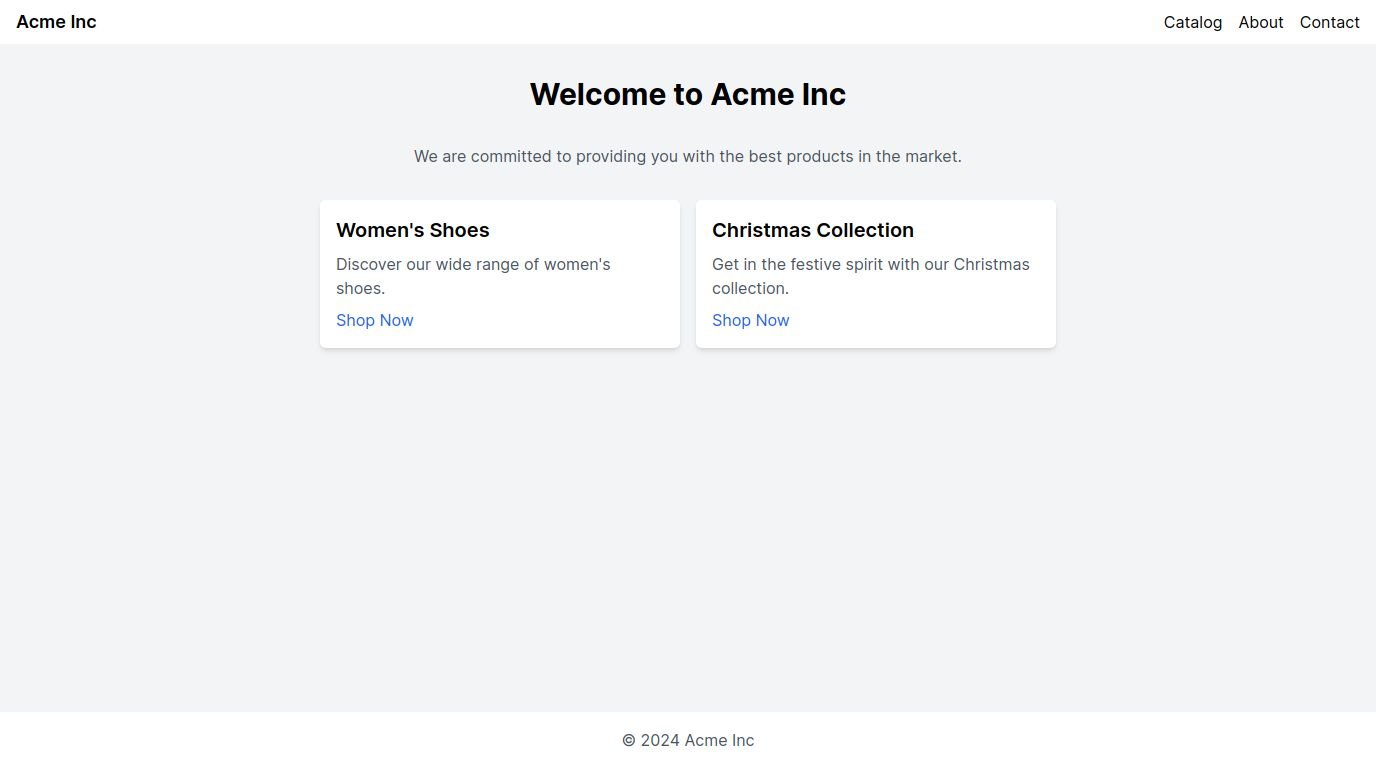 Acme Inc
Catalog About Contact
Welcome to Acme Inc
We are committed to providing you with the best products in the market.
Women's Shoes
Discover our wide range of women's
shoes.
Shop Now
Christmas Collection
Get in the festive spirit with our Christmas
collection.
Shop Now
© 2024 Acme Inc